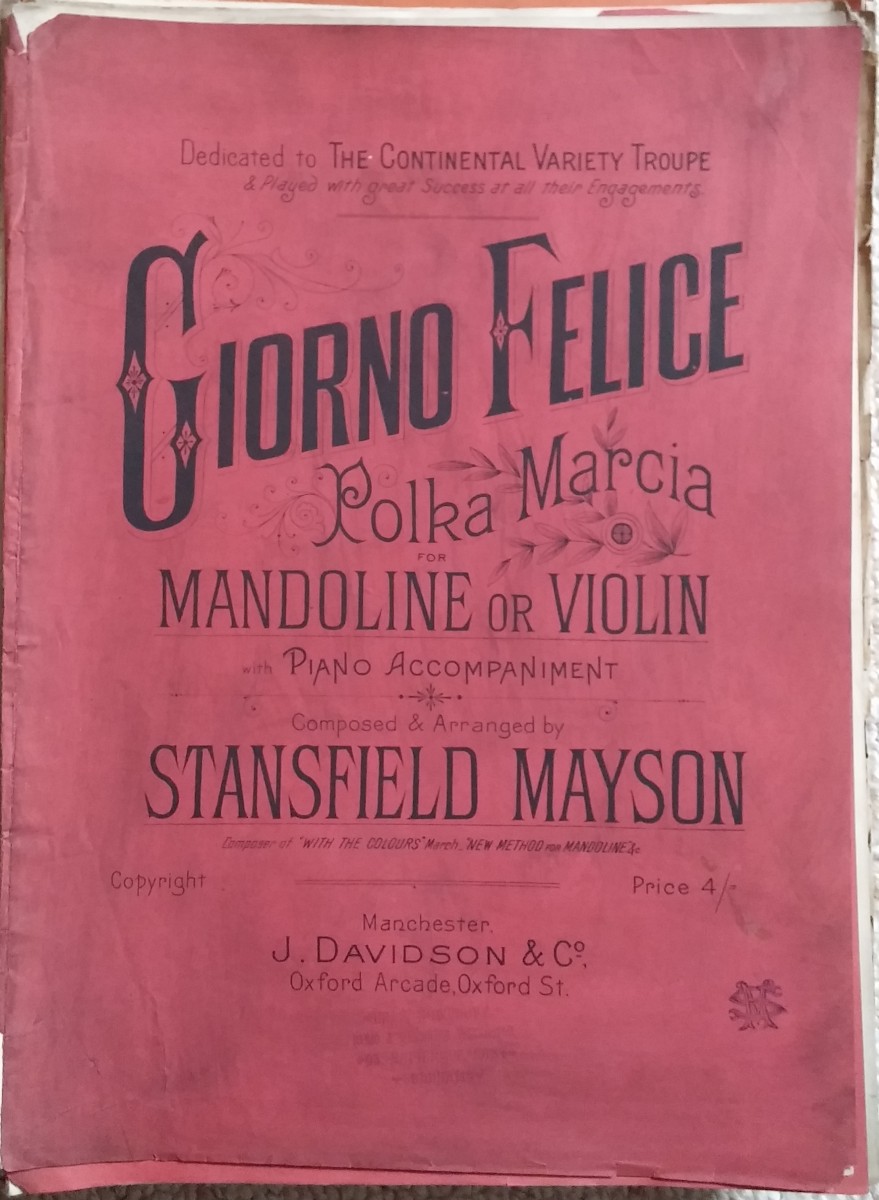 Dedicated to THE CONTINENTAL VARIETY TROUPE
& Played with great Success at all their Engagements.
GIORNO FELICE
Polka Marcia
FOR
MANDOLINE OR VIOLIN
with PIANO ACCOMPANIMENT
Composed & Arranged by
STANSFIELD MAYSON
Composer of "WITH THE COLOURS" March, "NEW METHOD FOR MANDOLINE" &c
Copyright
Price 4/-
Manchester,
J. DAVIDSON & Co.,
Oxford Arcade, Oxford St.